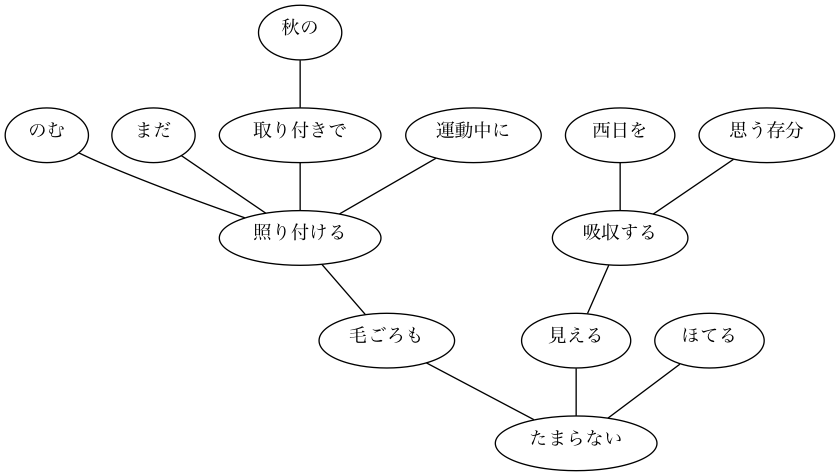 秋の
のむ
まだ
取り付きで
運動中に
西日を
思う存分
照り付ける
吸収する
毛ごろも
見える
ほてる
たまらない